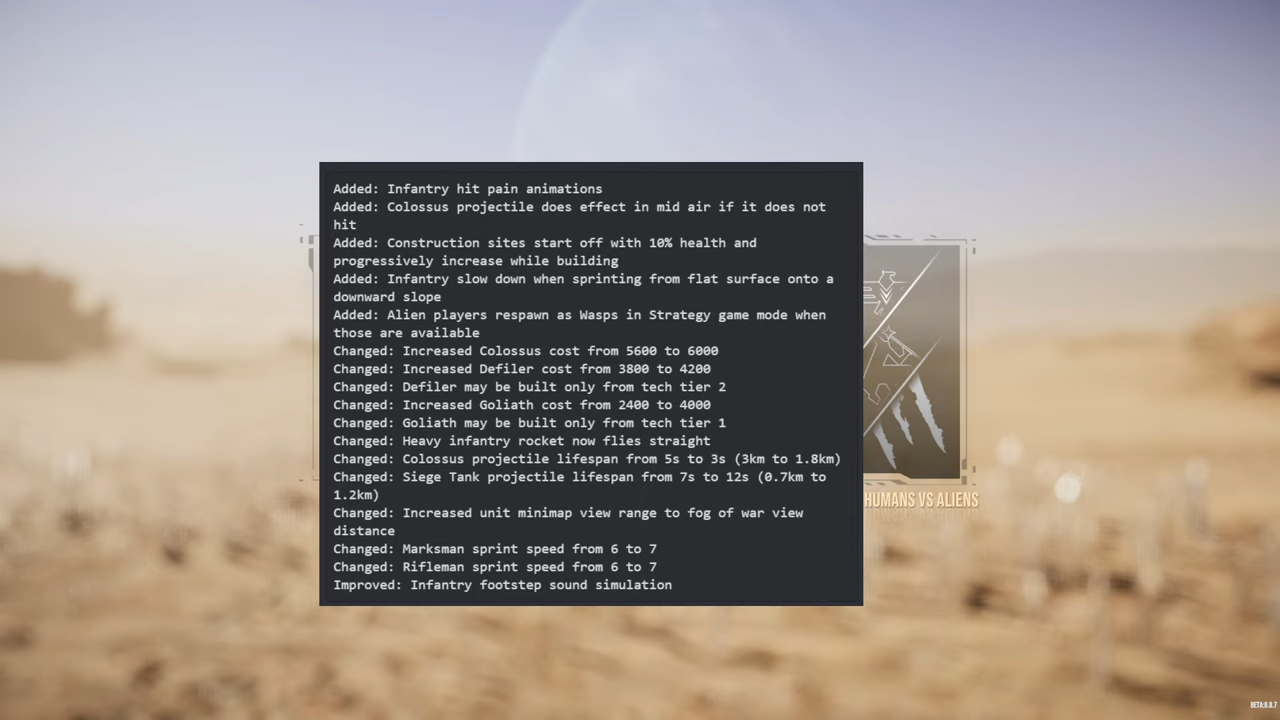 Added: Infantry hit pain animations
Added: Colossus projectile does effect in mid air if it does not
hit
Added: Construction sites start off with 10% health and
progressively increase while building
Added: Infantry slow down when sprinting from flat surface onto a
downward slope
Added: Alien players respawn as Wasps in Strategy game mode when
those are available
Changed: Increased Colossus cost from 5600 to 6000
Changed: Increased Defiler cost from 3800 to 4200
Changed: Defiler may be built only from tech tier 2
Changed: Increased Goliath cost from 2400 to 4000
Changed: Goliath may be built only from tech tier 1
Changed: Heavy infantry rocket now flies straight
Changed: Colossus projectile lifespan from 5s to 3s (3km to 1.8km)
Changed: Siege Tank projectile lifespan from 7s to 12s (0.7km to
1.2km)
Changed: Increased unit minimap view range to fog of war view
distance
Changed: Marksman sprint speed from 6 to 7
Changed: Rifleman sprint speed from 6 to 7
Improved: Infantry footstep sound simulation
HUMANS VS ALIENS
BETA:0.0.7